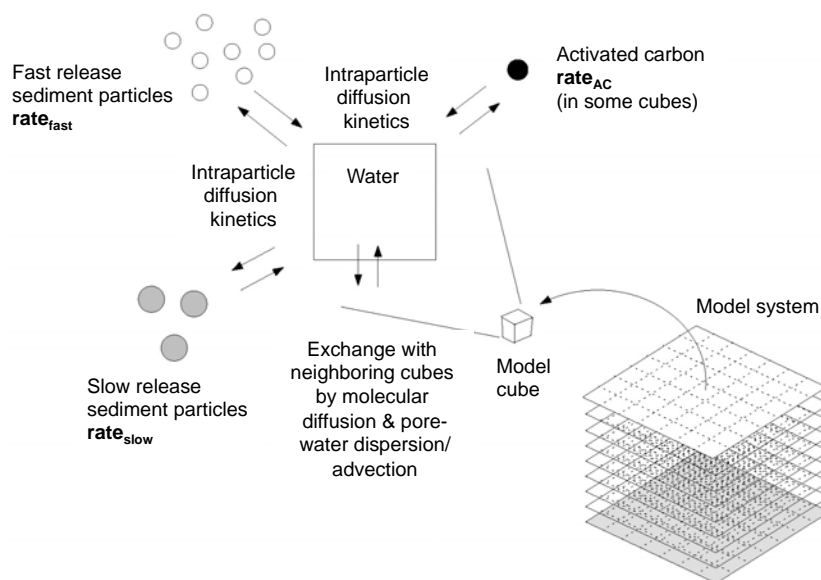 Fast release
sediment particles
rate_fast
Intraparticle
diffusion
kinetics
Activated carbon
rate_AC
(in some cubes)
Intraparticle
diffusion
kinetics
Water
Slow release
sediment particles
rate_slow
Exchange with
neighboring cubes
by molecular
diffusion & pore-
water dispersion/
advection
Model
cube
Model system